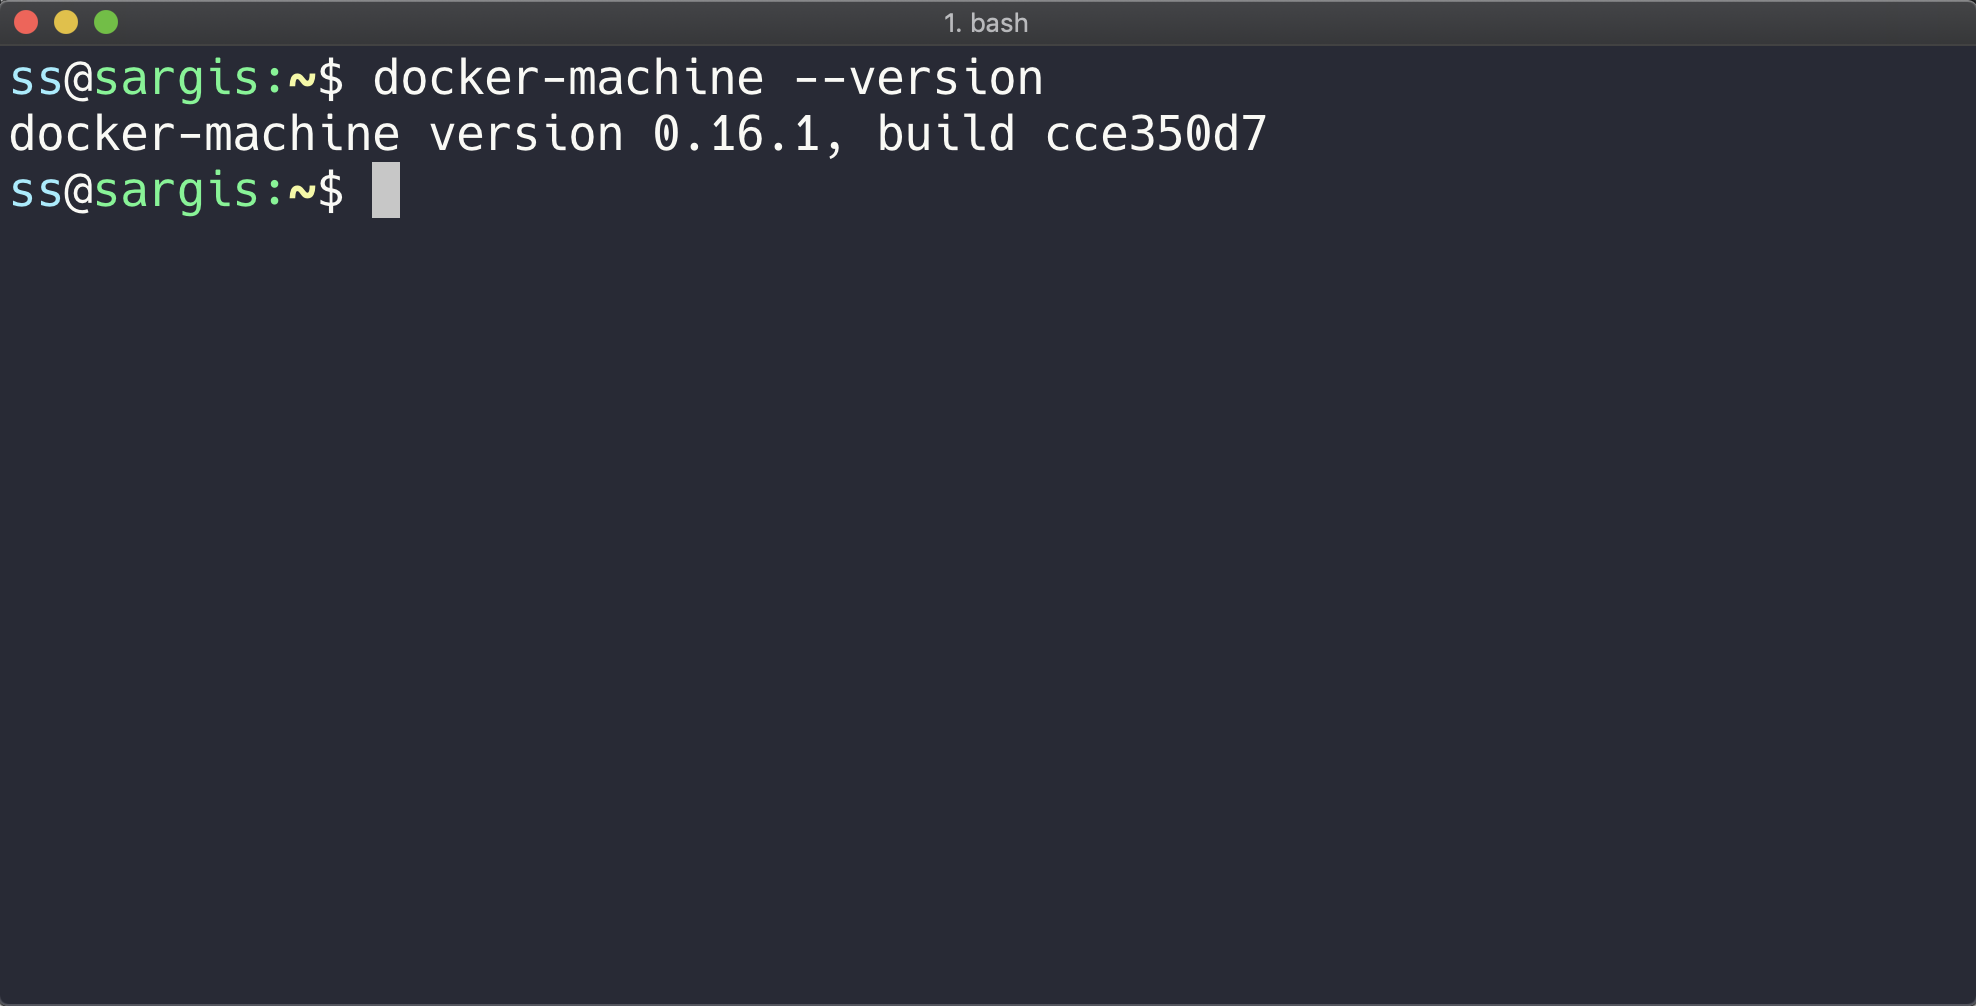 1. bash
ss@sargis:~$ docker-machine --version
docker-machine version 0.16.1, build cce350d7
ss@sargis:~$